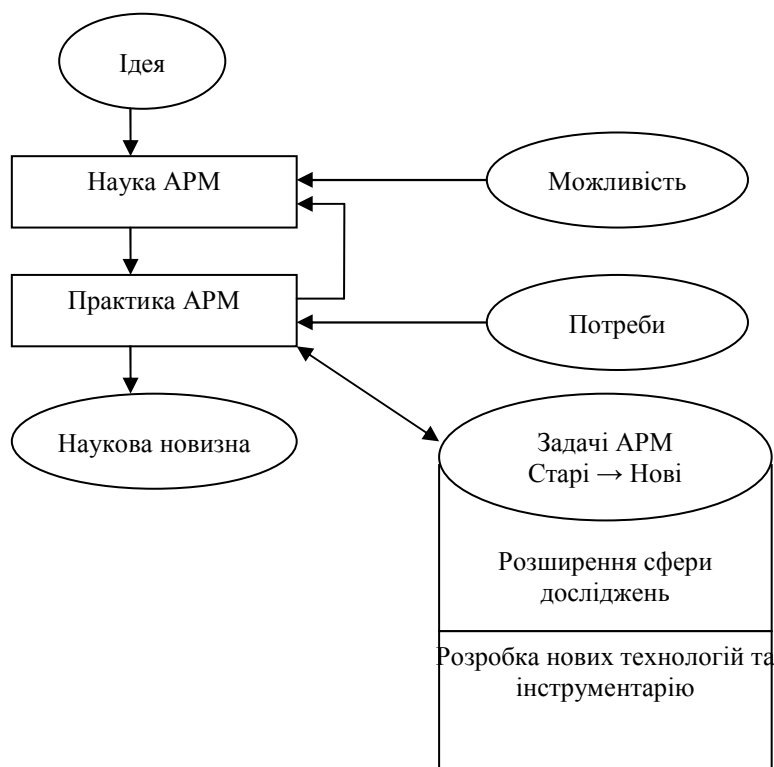 Ідея
Наука АРМ
Можливість
Практика АРМ
Потреби
Наукова новизна
Задачі АРМ
Старі → Нові
Розширення сфери
досліджень
Розробка нових технологій та
інструментарію